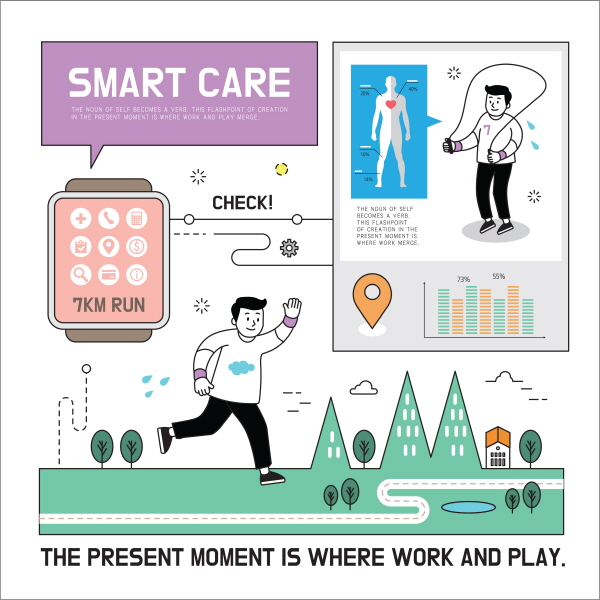 SMART CARE
THE NOUN OF SELF BECOMES A VERB. THIS FLASHPOINT OF CREATION
IN THE PRESENT MOMENT IS WHERE WORK AND PLAY MERGE.
20%
40%
10%
14%
7
THE NOUN OF SELF
BECOMES A VERB.
THIS FLASHPOINT
OF CREATION IN THE
PRESENT MOMENT IS
WHERE WORK MERGE.
CHECK!
$
7KM RUN
73%
55%
THE PRESENT MOMENT IS WHERE WORK AND PLAY.